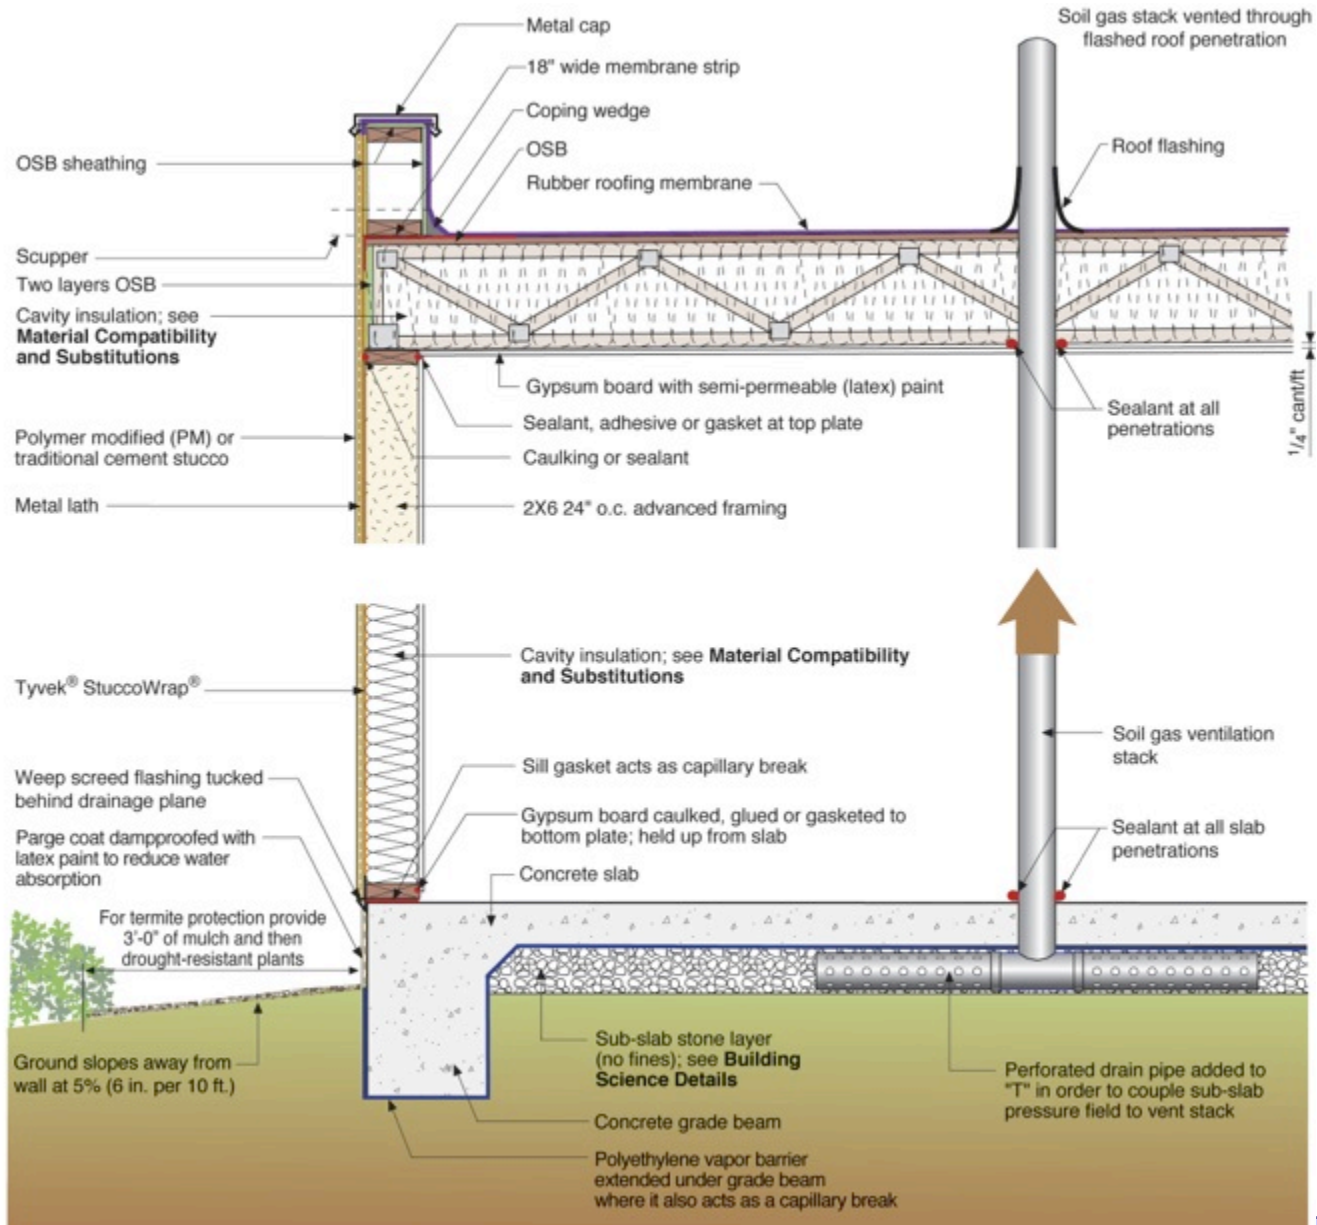 Metal cap
18" wide membrane strip
Coping wedge
OSB
Rubber roofing membrane
Soil gas stack vented through
flashed roof penetration
Roof flashing
OSB sheathing
Scupper
Two layers OSB
Cavity insulation; see
Material Compatibility
and Substitutions
Polymer modified (PM) or
traditional cement stucco
Metal lath
Gypsum board with semi-permeable (latex) paint
Sealant, adhesive or gasket at top plate
Caulking or sealant
2X6 24" o.c. advanced framing
Sealant at all
penetrations
1/4" cant/ft
Tyvek® StuccoWrap®
Weep screed flashing tucked
behind drainage plane
Parge coat dampproofed with
latex paint to reduce water
absorption
For termite protection provide
3'-0" of mulch and then
drought-resistant plants
Ground slopes away from
wall at 5% (6 in. per 10 ft.)
Cavity insulation; see Material Compatibility
and Substitutions
Sill gasket acts as capillary break
Gypsum board caulked, glued or gasketed to
bottom plate; held up from slab
Concrete slab
Soil gas ventilation
stack
Sealant at all slab
penetrations
Sub-slab stone layer
(no fines); see Building
Science Details
Concrete grade beam
Polyethylene vapor barrier
extended under grade beam
where it also acts as a capillary break
Perforated drain pipe added to
"T" in order to couple sub-slab
pressure field to vent stack